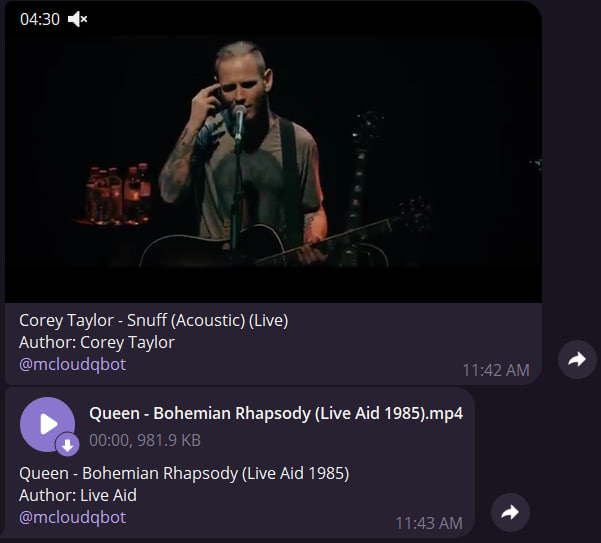 04:30
Corey Taylor - Snuff (Acoustic) (Live)
Author: Corey Taylor
@mcloudqbot
11:42 AM
Queen - Bohemian Rhapsody (Live Aid 1985).mp4
00:00, 981.9 KB
Queen - Bohemian Rhapsody (Live Aid 1985)
Author: Live Aid
@mcloudqbot
11:43 AM